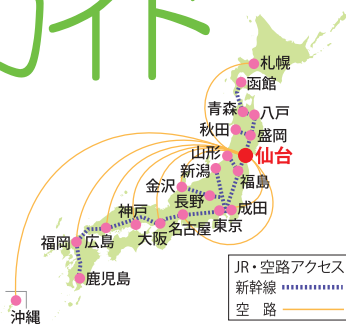 ガイド
札幌
函館
青森
八戸
秋田
盛岡
山形
仙台
新潟
福島
金沢
長野
成田
神戸
東京
名古屋
大阪
福岡
広島
鹿児島
沖縄
JR・空路アクセス
新幹線
空 路